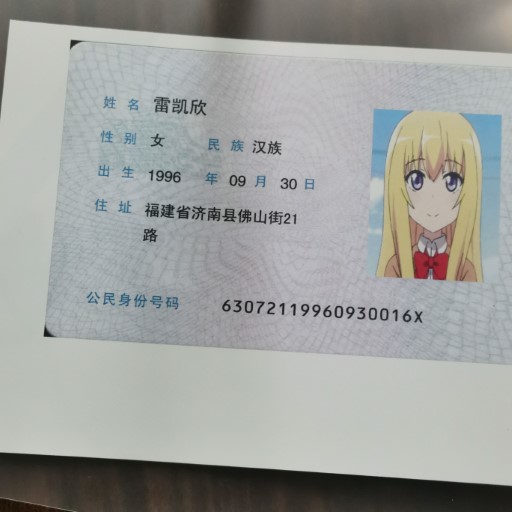 姓名 雷凯欣
性别 女 民族 汉族
出生 1996 年 09 月 30 日
住址 福建省济南县佛山街21
路
公民身份号码 63072119960930016X